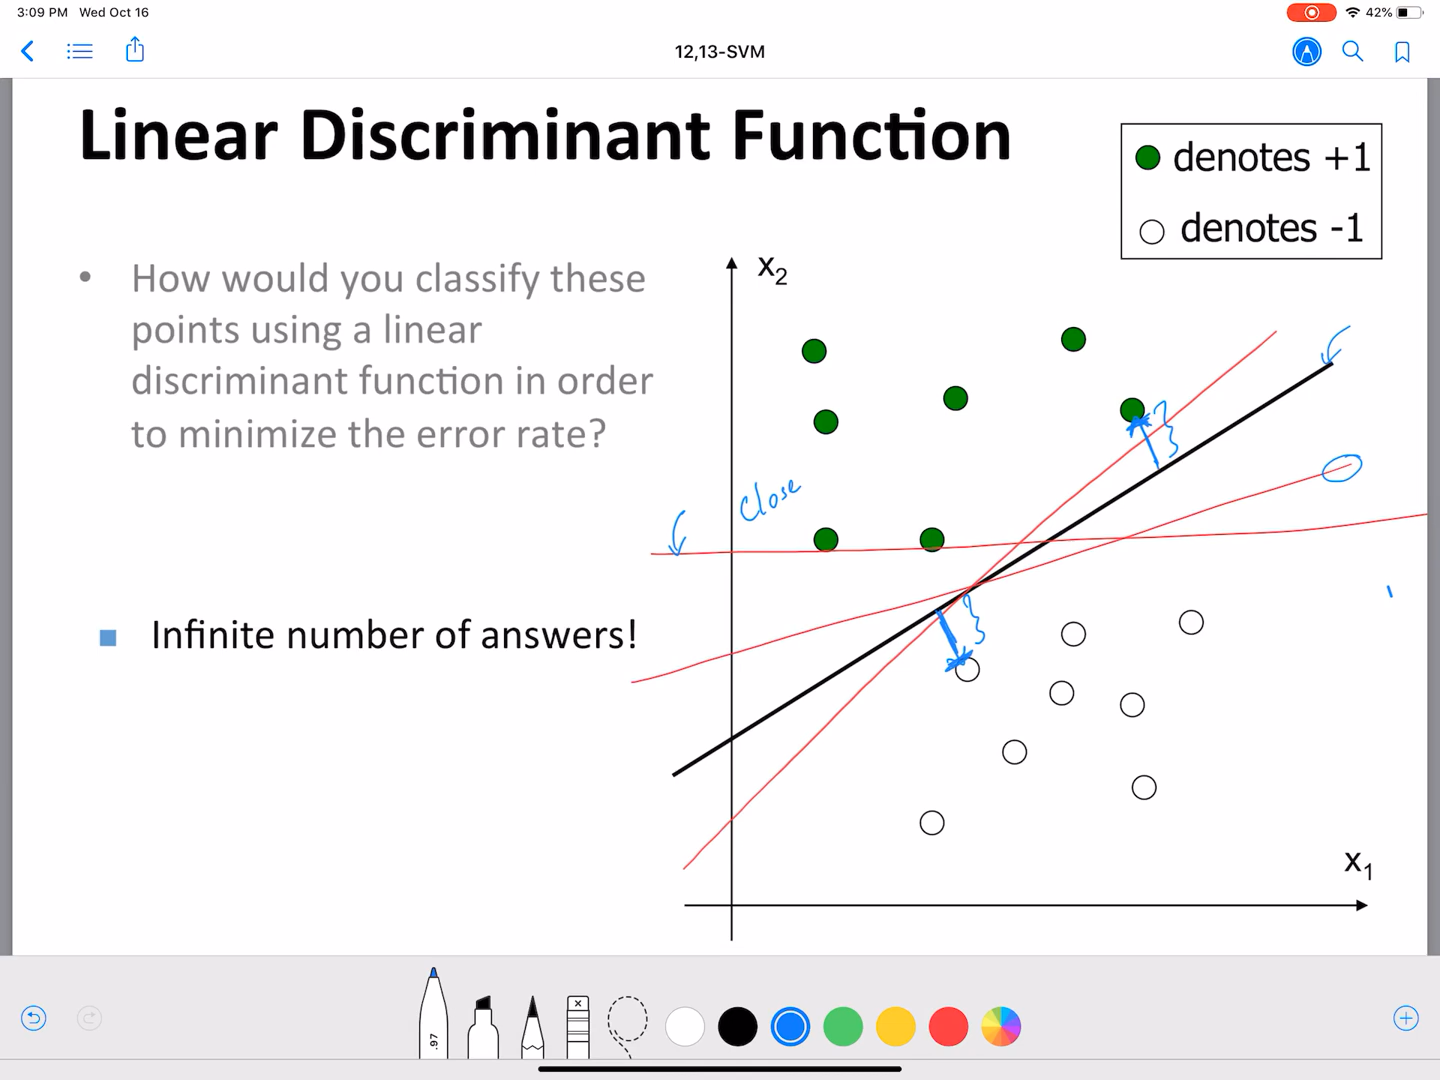 3:09 PM Wed Oct 16
42%
12,13-SVM
Linear Discriminant Function
denotes +1
denotes -1
• How would you classify these
points using a linear
discriminant function in order
to minimize the error rate?
x2
Close
■ Infinite number of answers!
x1
.97